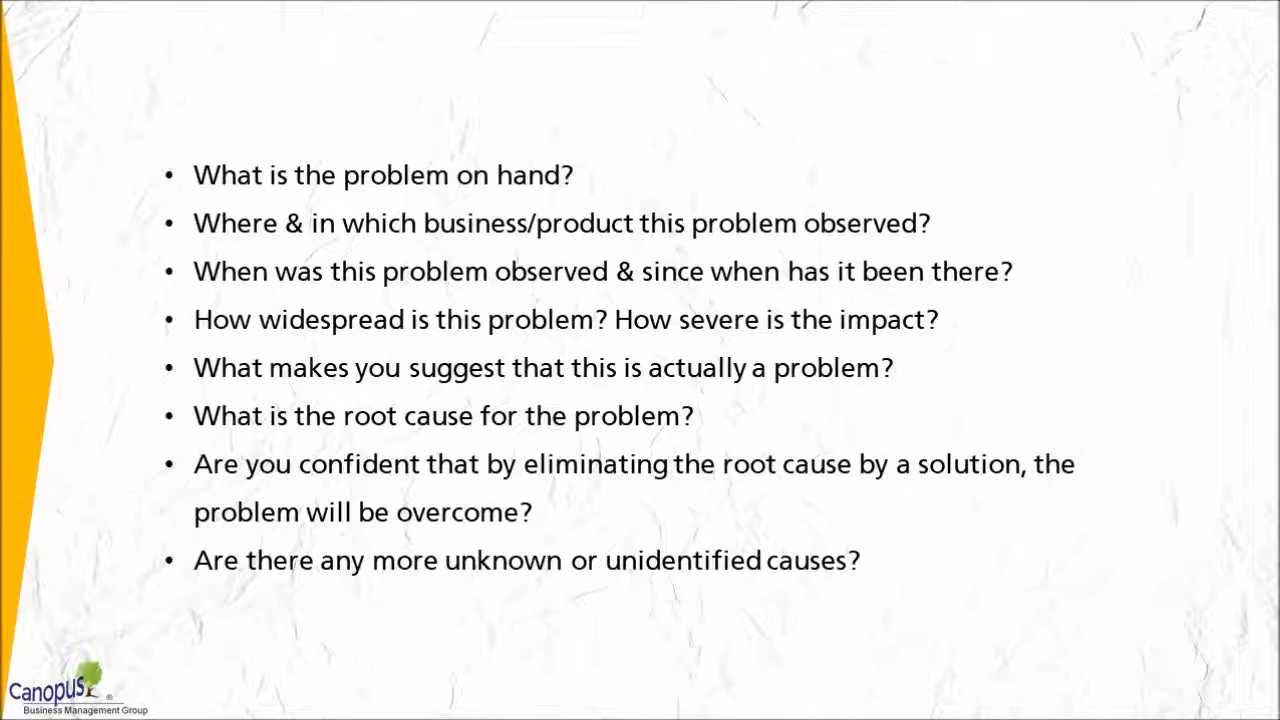 • What is the problem on hand?
• Where & in which business/product this problem observed?
• When was this problem observed & since when has it been there?
• How widespread is this problem? How severe is the impact?
• What makes you suggest that this is actually a problem?
• What is the root cause for the problem?
• Are you confident that by eliminating the root cause by a solution, the
problem will be overcome?
• Are there any more unknown or unidentified causes?
Canopus ®
Business Management Group